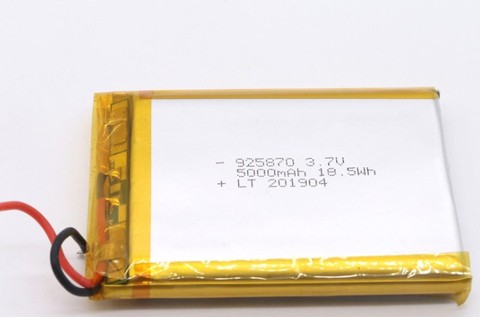 - 925870 3.7V
5000mAh 18.5Wh
+ LT 201904